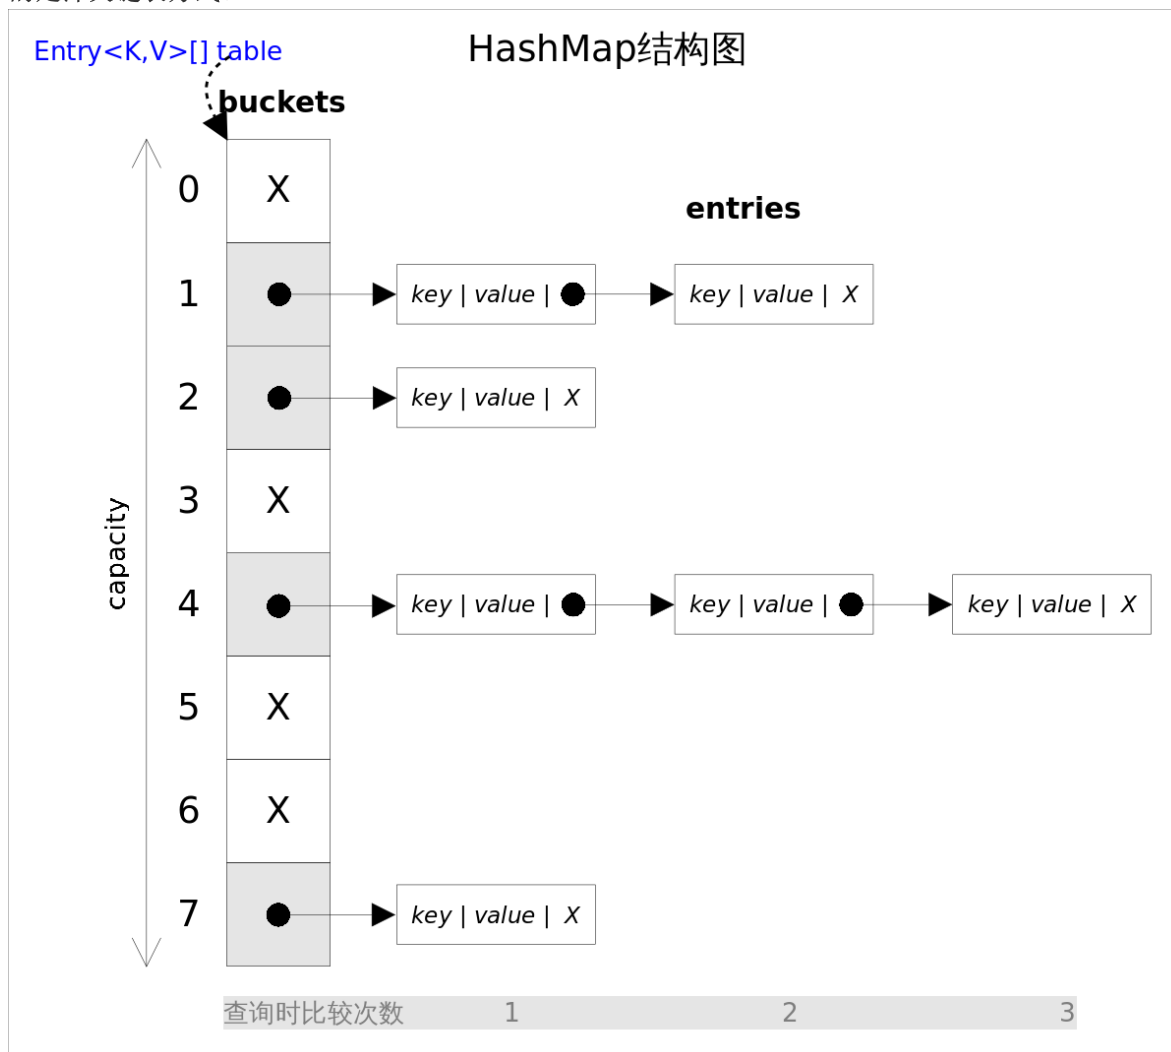 Entry<K,V>[] table
HashMap结构图
buckets
entries
capacity
0 X
1 key | value | key | value | X
2 key | value | X
3 X
4 key | value | key | value | key | value | X
5 X
6 X
7 key | value | X
查询时比较次数 1 2 3